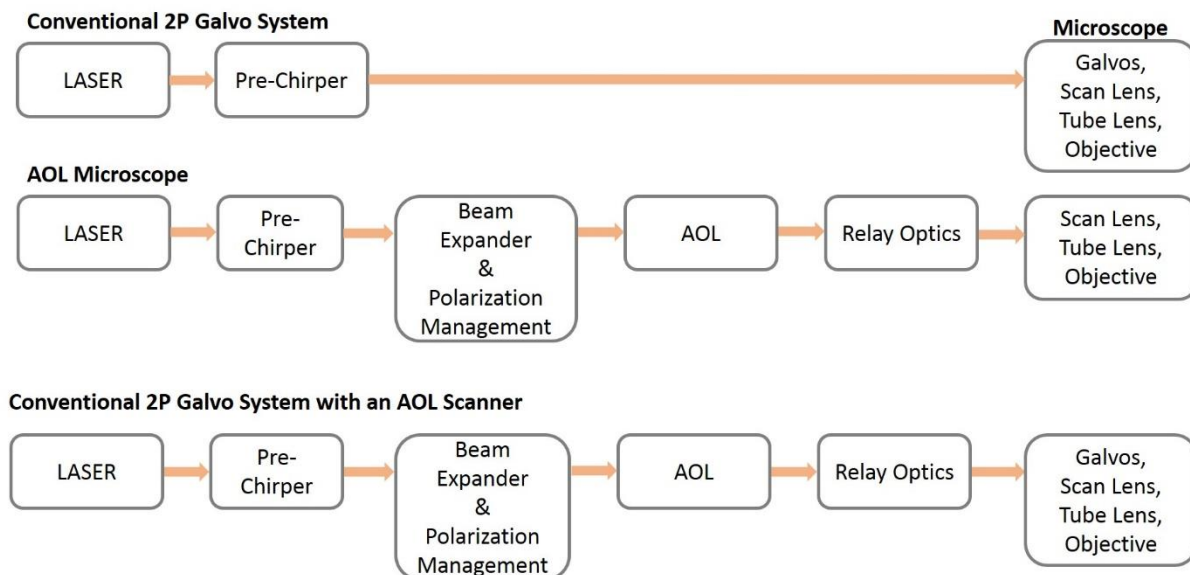 Conventional 2P Galvo System
Microscope
LASER
Pre-Chirper
Galvos,
Scan Lens,
Tube Lens,
Objective
AOL Microscope
LASER
Pre-
Chirper
Beam
Expander
&
Polarization
Management
AOL
Relay Optics
Scan Lens,
Tube Lens,
Objective
Conventional 2P Galvo System with an AOL Scanner
LASER
Pre-
Chirper
Beam
Expander
&
Polarization
Management
AOL
Relay Optics
Galvos,
Scan Lens,
Tube Lens,
Objective